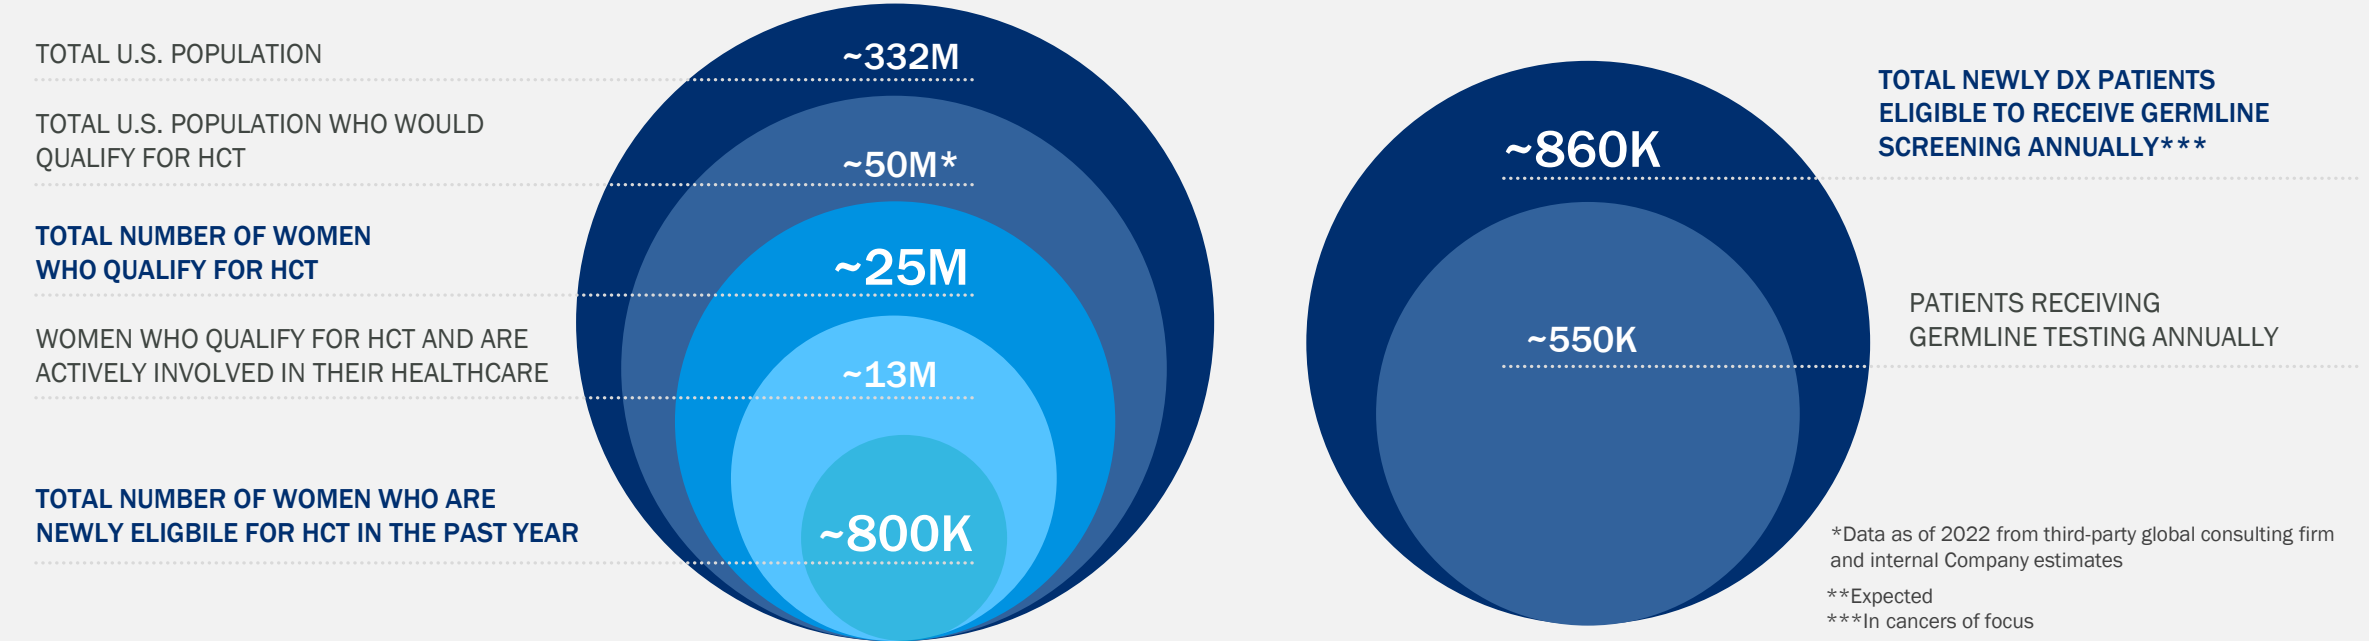 TOTAL U.S. POPULATION
~332M
TOTAL U.S. POPULATION WHO WOULD
QUALIFY FOR HCT
~50M*
TOTAL NUMBER OF WOMEN
WHO QUALIFY FOR HCT
~25M
WOMEN WHO QUALIFY FOR HCT AND ARE
ACTIVELY INVOLVED IN THEIR HEALTHCARE
~13M
TOTAL NUMBER OF WOMEN WHO ARE
NEWLY ELIGBILE FOR HCT IN THE PAST YEAR
~800K
TOTAL NEWLY DX PATIENTS
ELIGIBLE TO RECEIVE GERMLINE
SCREENING ANNUALLY***
~860K
PATIENTS RECEIVING
GERMLINE TESTING ANNUALLY
~550K
*Data as of 2022 from third-party global consulting firm
and internal Company estimates
**Expected
***In cancers of focus